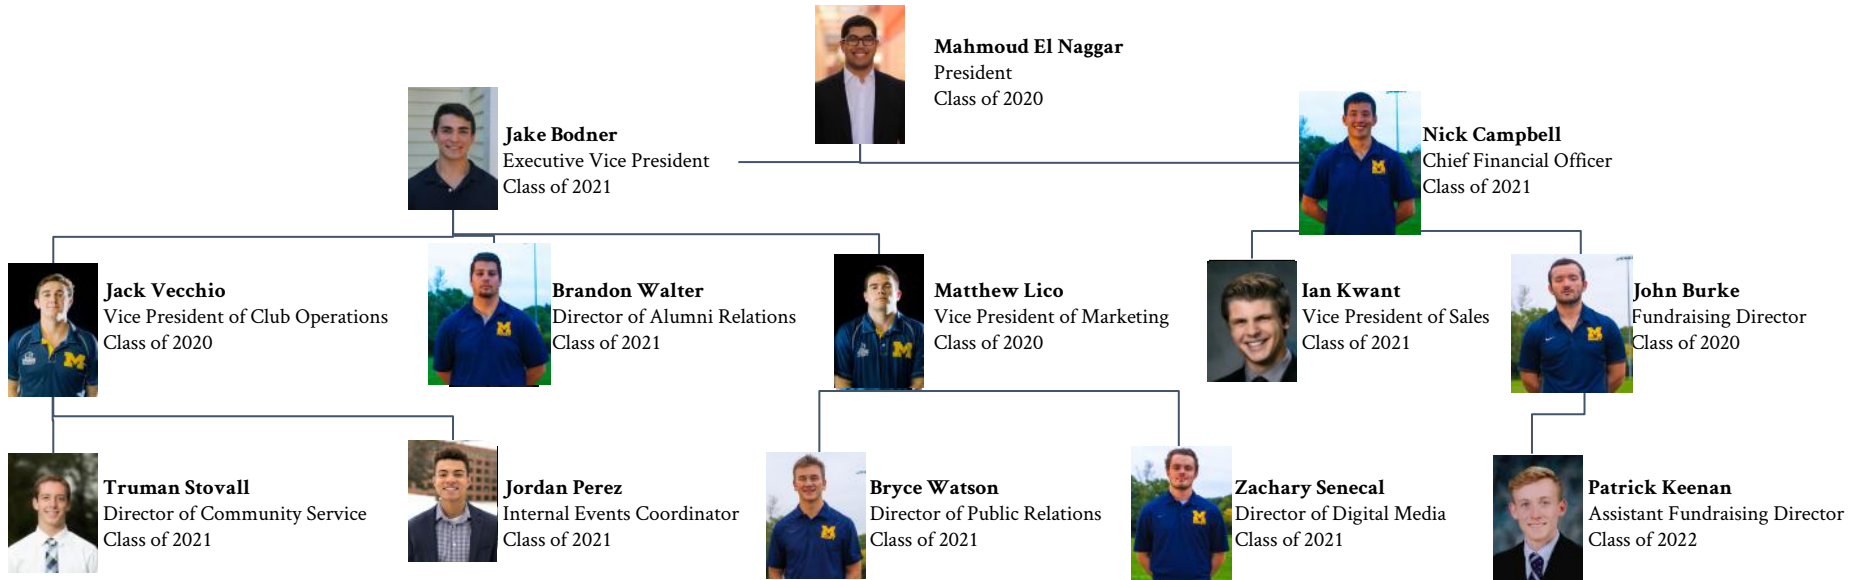 Mahmoud El Naggar
President
Class of 2020
Jake Bodner
Executive Vice President
Class of 2021
Nick Campbell
Chief Financial Officer
Class of 2021
Jack Vecchio
Vice President of Club Operations
Class of 2020
Brandon Walter
Director of Alumni Relations
Class of 2021
Matthew Lico
Vice President of Marketing
Class of 2020
Ian Kwant
Vice President of Sales
Class of 2021
John Burke
Fundraising Director
Class of 2020
Truman Stovall
Director of Community Service
Class of 2021
Jordan Perez
Internal Events Coordinator
Class of 2021
Bryce Watson
Director of Public Relations
Class of 2021
Zachary Senecal
Director of Digital Media
Class of 2021
Patrick Keenan
Assistant Fundraising Director
Class of 2022
M
M
M
M
M
M
M